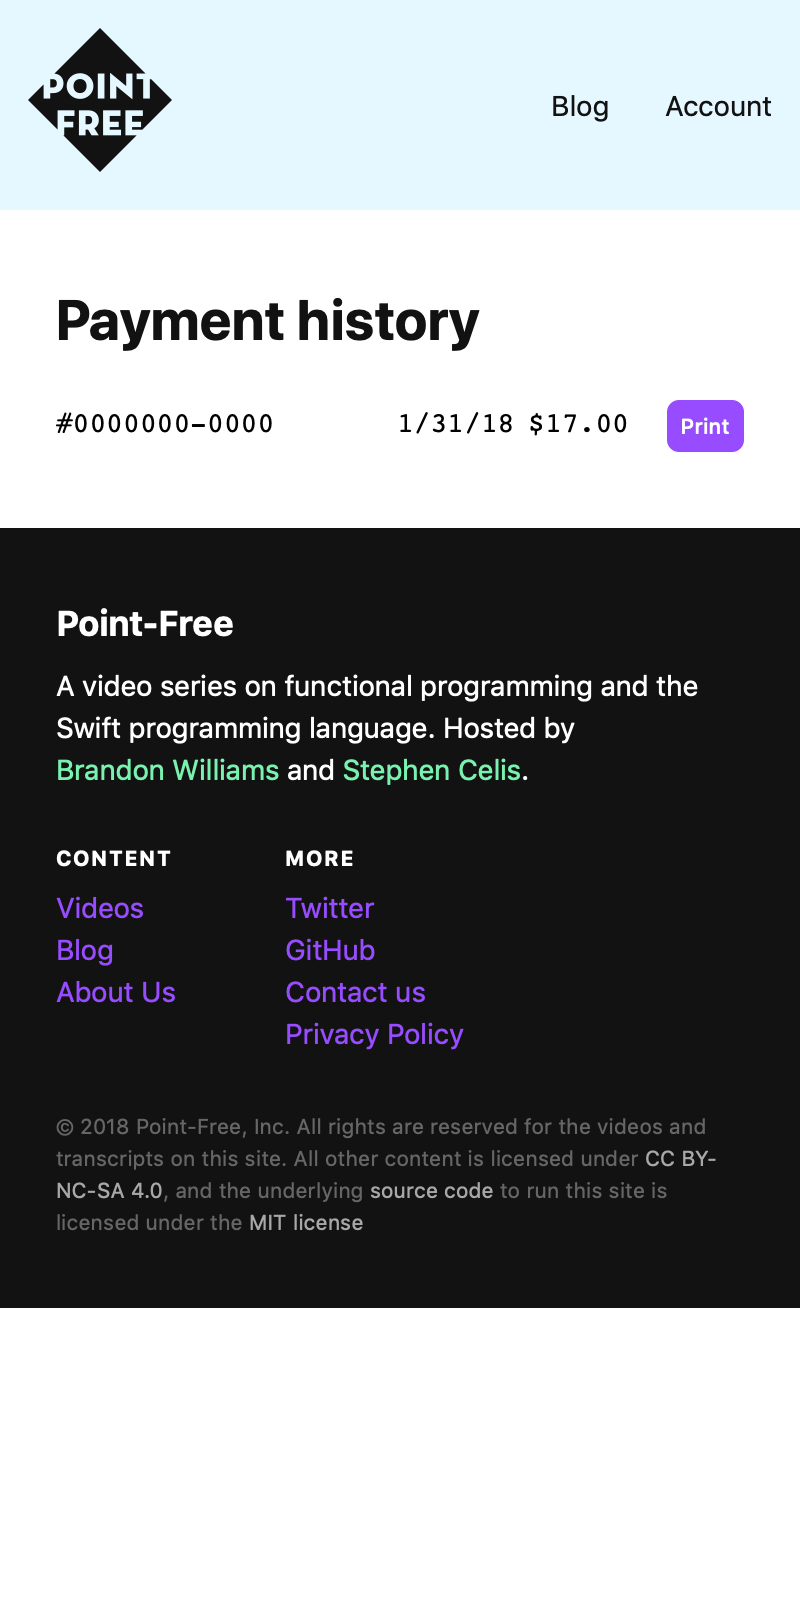 POINT
FREE
Blog Account
Payment history
#0000000-0000 1/31/18 $17.00 Print
Point-Free
A video series on functional programming and the
Swift programming language. Hosted by
Brandon Williams and Stephen Celis.
CONTENT MORE
Videos Twitter
Blog GitHub
About Us Contact us
Privacy Policy
© 2018 Point-Free, Inc. All rights are reserved for the videos and
transcripts on this site. All other content is licensed under CC BY-
NC-SA 4.0, and the underlying source code to run this site is
licensed under the MIT license